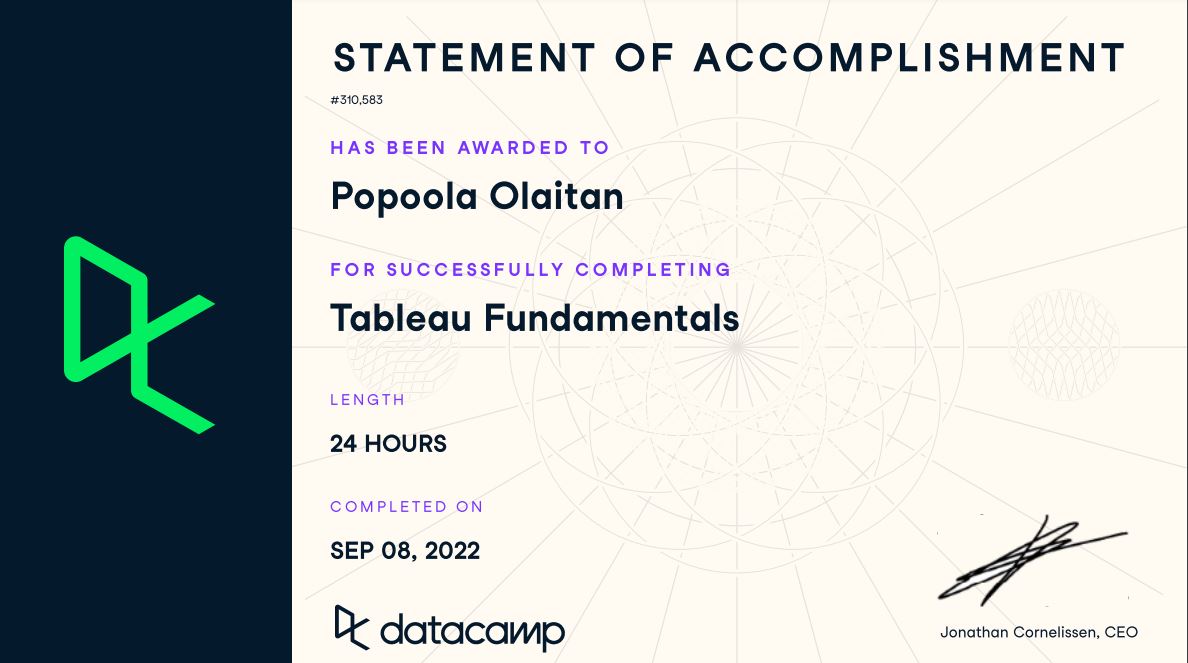 STATEMENT OF ACCOMPLISHMENT
#310,583
HAS BEEN AWARDED TO
Popoola Olaitan
FOR SUCCESSFULLY COMPLETING
Tableau Fundamentals
LENGTH
24 HOURS
COMPLETED ON
SEP 08, 2022
datacamp
Jonathan Cornelissen, CEO